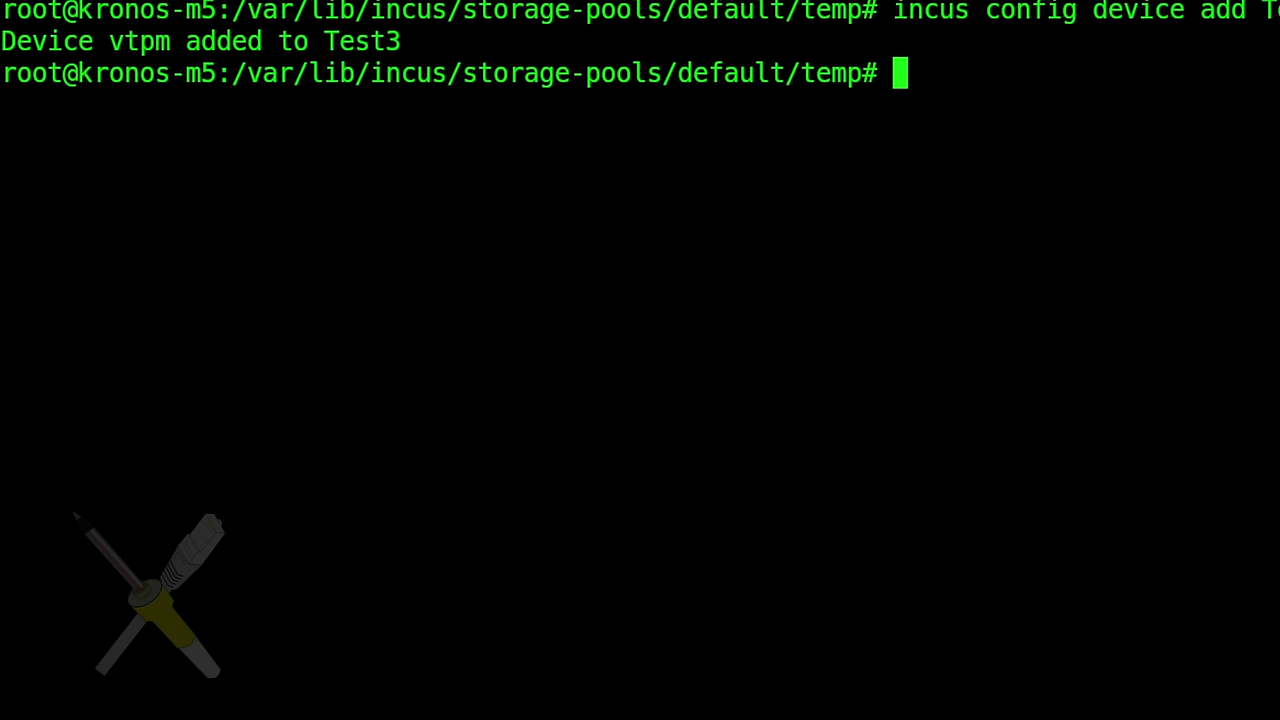 root@kronos-m5:/var/lib/incus/storage-pools/default/temp# incus config device add
Device vtpm added to Test3
root@kronos-m5:/var/lib/incus/storage-pools/default/temp#